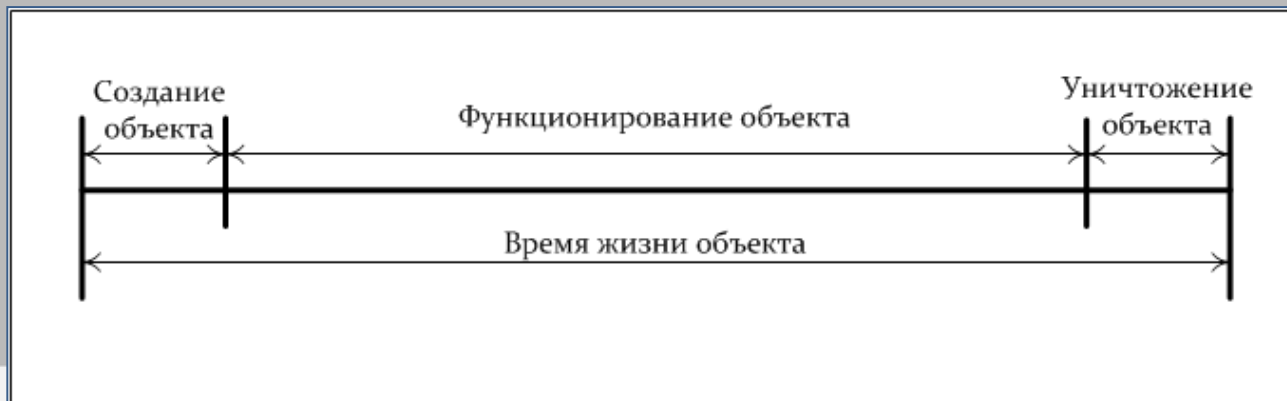 Создание
объекта
Функционирование объекта
Уничтожение
объекта
Время жизни объекта